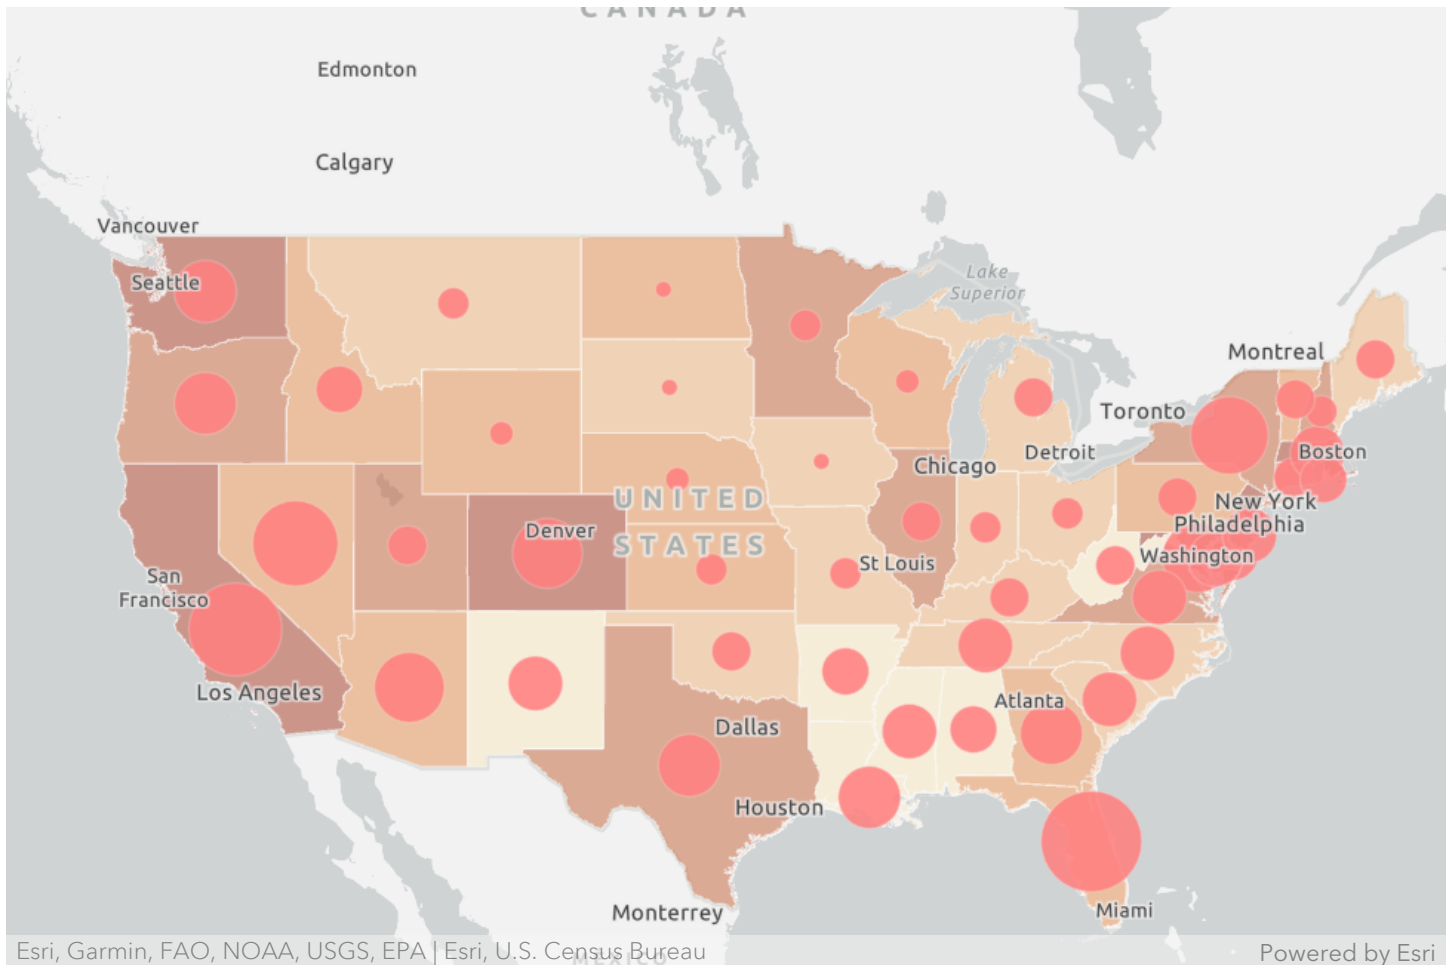 CANADA
Edmonton
Calgary
Vancouver
Seattle
Lake
Superior
Montreal
Toronto
Boston
Detroit
Chicago
New York
UNITED
Philadelphia
Denver
STATES
Washington
St Louis
San
Francisco
Los Angeles
Atlanta
Dallas
Houston
Miami
Monterrey
Esri, Garmin, FAO, NOAA, USGS, EPA | Esri, U.S. Census Bureau
MEXICO
Powered by Esri